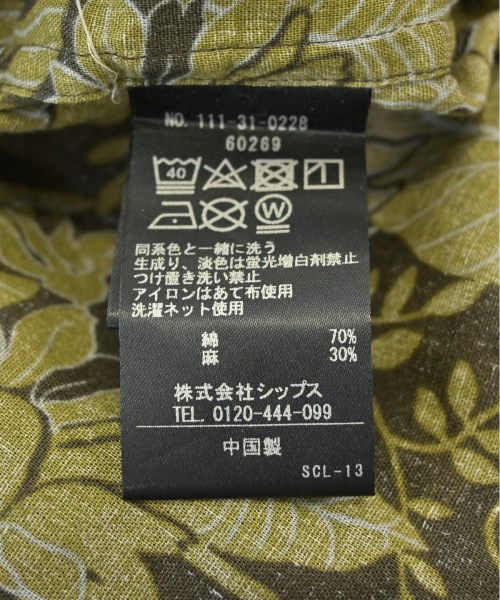 NO. 111-31-0228
60269
40
W
同系色と一緒に洗う
生成り、淡色は蛍光増白剤禁止
つけ置き洗い禁止
アイロンはあて布使用
洗濯ネット使用
綿 70%
麻 30%
株式会社シップス
TEL. 0120-444-099
中国製
SCL-13